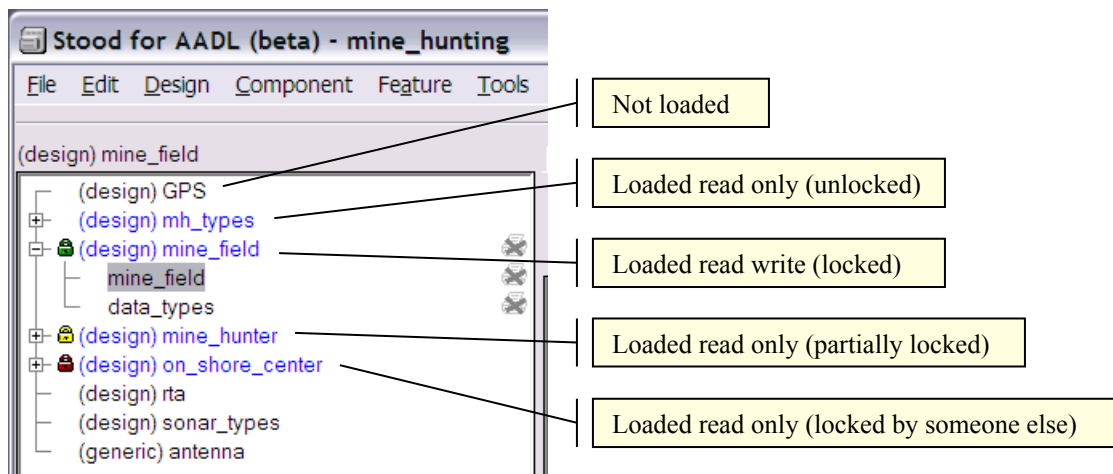 Stood for AADL (beta) - mine_hunting
File Edit Design Component Feature Tools
(design) mine_field
(design) GPS
(design) mh_types
(design) mine_field
mine_field
data_types
(design) mine_hunter
(design) on_shore_center
(design) rta
(design) sonar_types
(generic) antenna
Not loaded
Loaded read only (unlocked)
Loaded read write (locked)
Loaded read only (partially locked)
Loaded read only (locked by someone else)